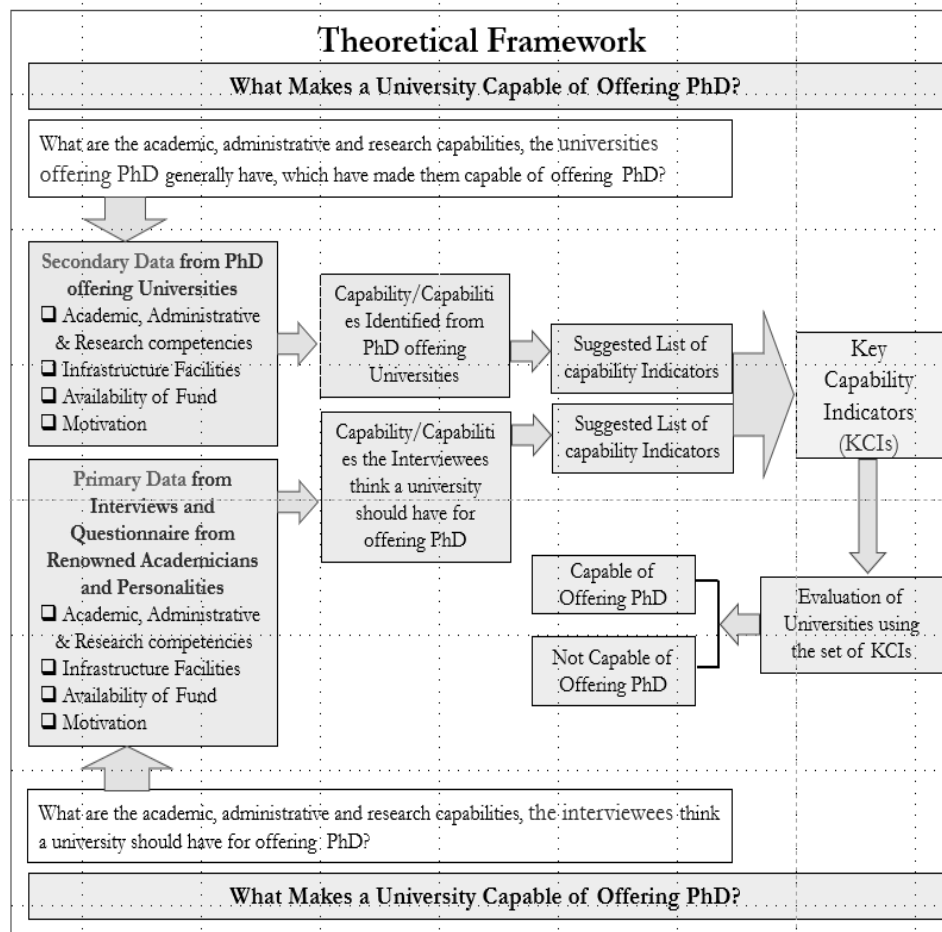 Theoretical Framework
What Makes a University Capable of Offering PhD?
What are the academic, administrative and research capabilities, the universities
offering PhD generally have, which have made them capable of offering PhD?
Secondary Data from PhD
offering Universities
❑ Academic, Administrative
& Research competencies
❑ Infrastructure Facilities
❑ Availability of Fund
❑ Motivation
Capability/Capabiliti
es Identified from
PhD offering
Universities
Suggested List of
capability Indicators
Key
Capability
Indicators
(KCIs)
Primary Data from
Interviews and
Questionnaire from
Renowned Academicians
and Personalities
❑ Academic, Administrative
& Research competencies
❑ Infrastructure Facilities
❑ Availability of Fund
❑ Motivation
Capability/Capabiliti
es the Interviewees
think a university
should have for
offering PhD
Suggested List of
capability Indicators
Capable of
Offering PhD
Not Capable of
Offering PhD
Evaluation of
Universities using
the set of KCIs
What are the academic, administrative and research capabilities, the interviewees think
a university should have for offering PhD?
What Makes a University Capable of Offering PhD?